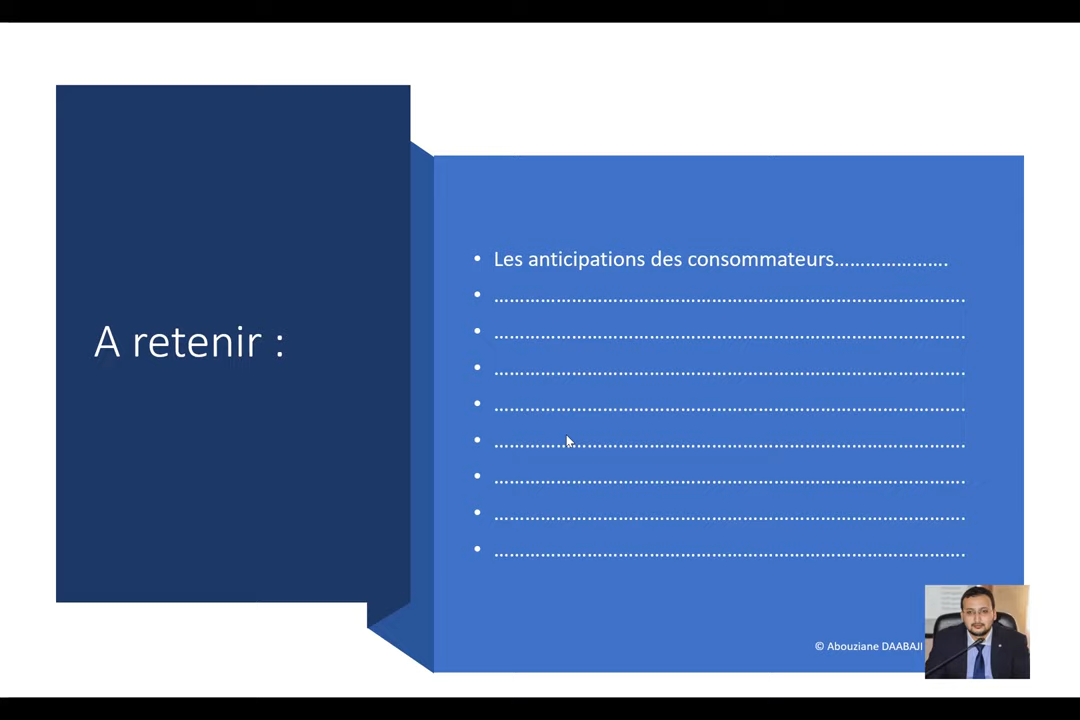 A retenir :
• Les anticipations des consommateurs………………….
• ……………………………………………………………………………….
• ……………………………………………………………………………….
• ……………………………………………………………………………….
• ……………………………………………………………………………….
• ……………………………………………………………………………….
• ……………………………………………………………………………….
• ……………………………………………………………………………….
• ……………………………………………………………………………….
© Abouziane DAABAJI